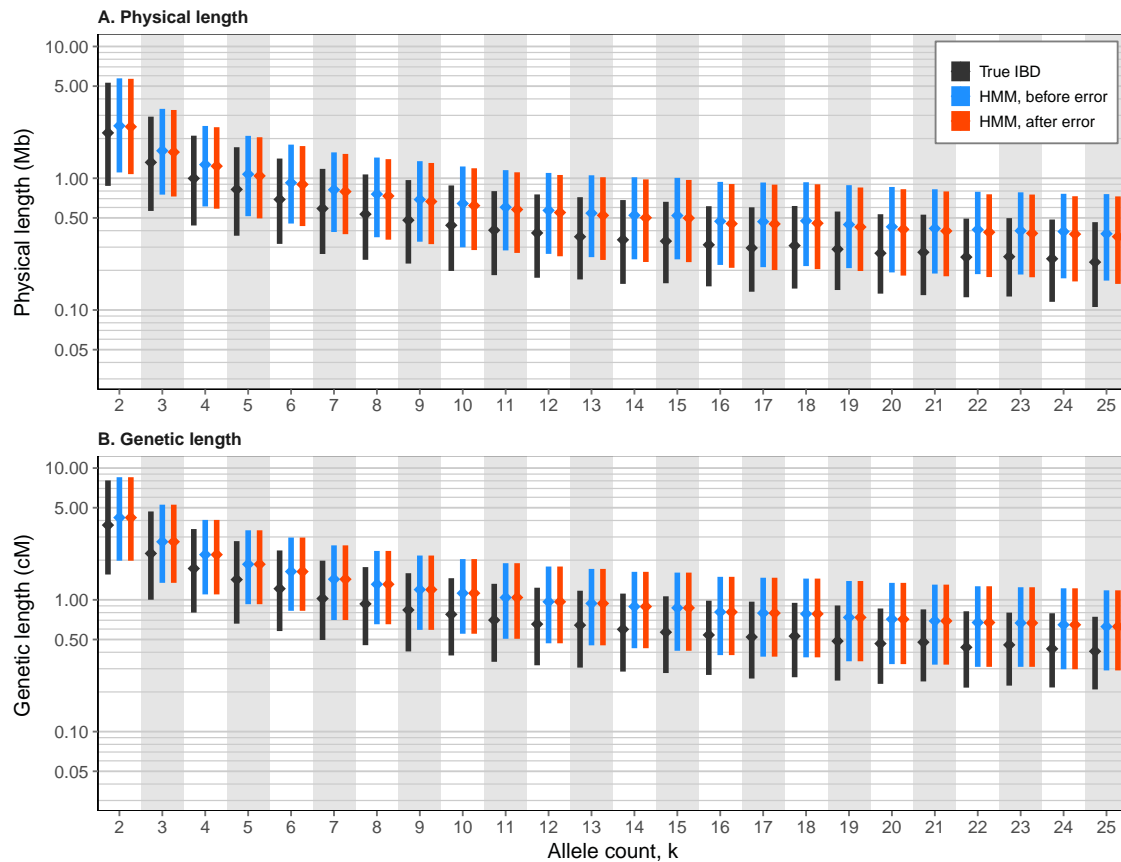 A. Physical length
10.00
5.00
1.00
0.50
0.10
0.05
Physical length (Mb)
True IBD
HMM, before error
HMM, after error
2 3 4 5 6 7 8 9 10 11 12 13 14 15 16 17 18 19 20 21 22 23 24 25
B. Genetic length
10.00
5.00
1.00
0.50
0.10
0.05
Genetic length (cM)
2 3 4 5 6 7 8 9 10 11 12 13 14 15 16 17 18 19 20 21 22 23 24 25
Allele count, k